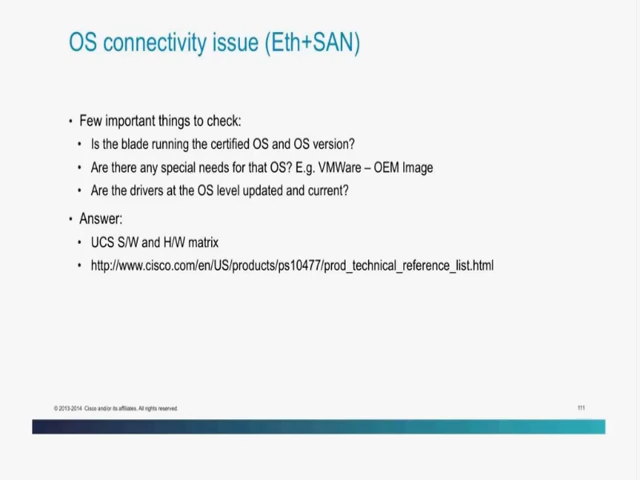 OS connectivity issue (Eth+SAN)
• Few important things to check:
• Is the blade running the certified OS and OS version?
• Are there any special needs for that OS? E.g. VMWare – OEM Image
• Are the drivers at the OS level updated and current?
• Answer:
• UCS S/W and H/W matrix
• http://www.cisco.com/en/US/products/ps10477/prod_technical_reference_list.html
© 2013-2014 Cisco and/or its affiliates. All rights reserved. 111